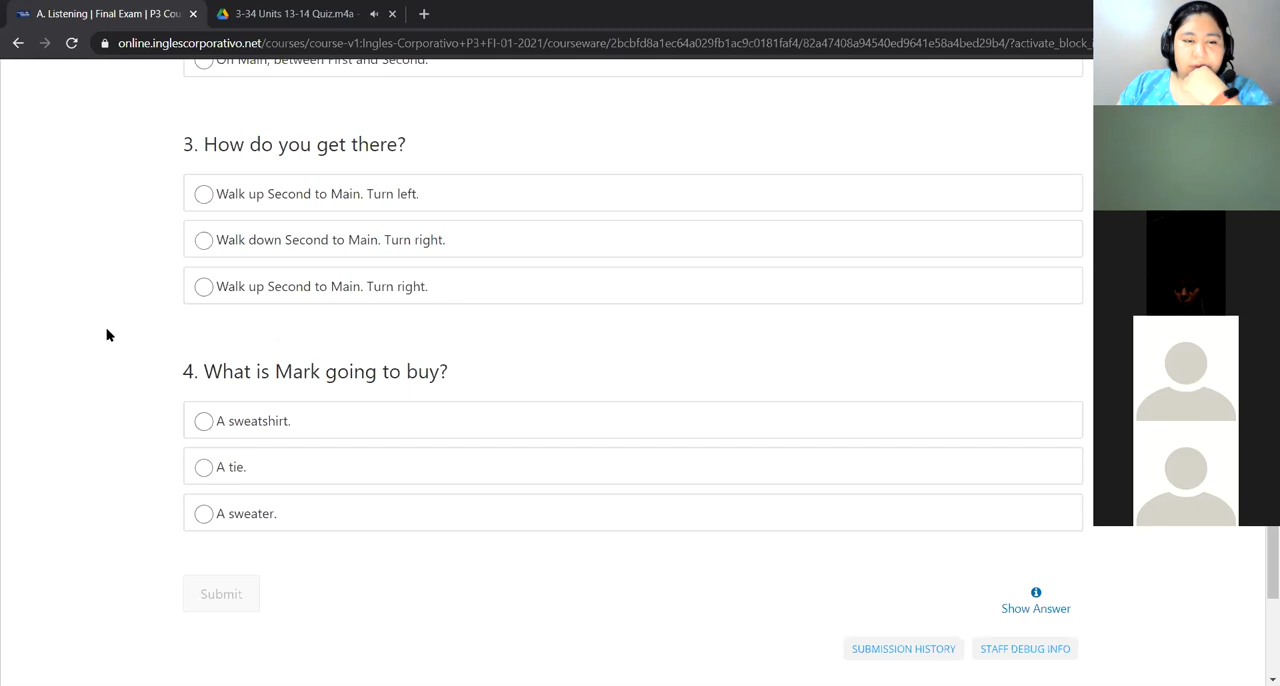 A. Listening | Final Exam | P3 Cou
3-34 Units 13-14 Quiz.m4a -
online.inglescorporativo.net/courses/course-v1:Ingles-Corporativo+P3+FI-01-2021/courseware/2bcbfd8a1ec64a029fb1ac9c0181faf4/82a47408a94540ed9641e58a4bed29b4/?activate_block_
On Main, between First and Second.
3. How do you get there?
Walk up Second to Main. Turn left.
Walk down Second to Main. Turn right.
Walk up Second to Main. Turn right.
4. What is Mark going to buy?
A sweatshirt.
A tie.
A sweater.
Submit
Show Answer
SUBMISSION HISTORY
STAFF DEBUG INFO